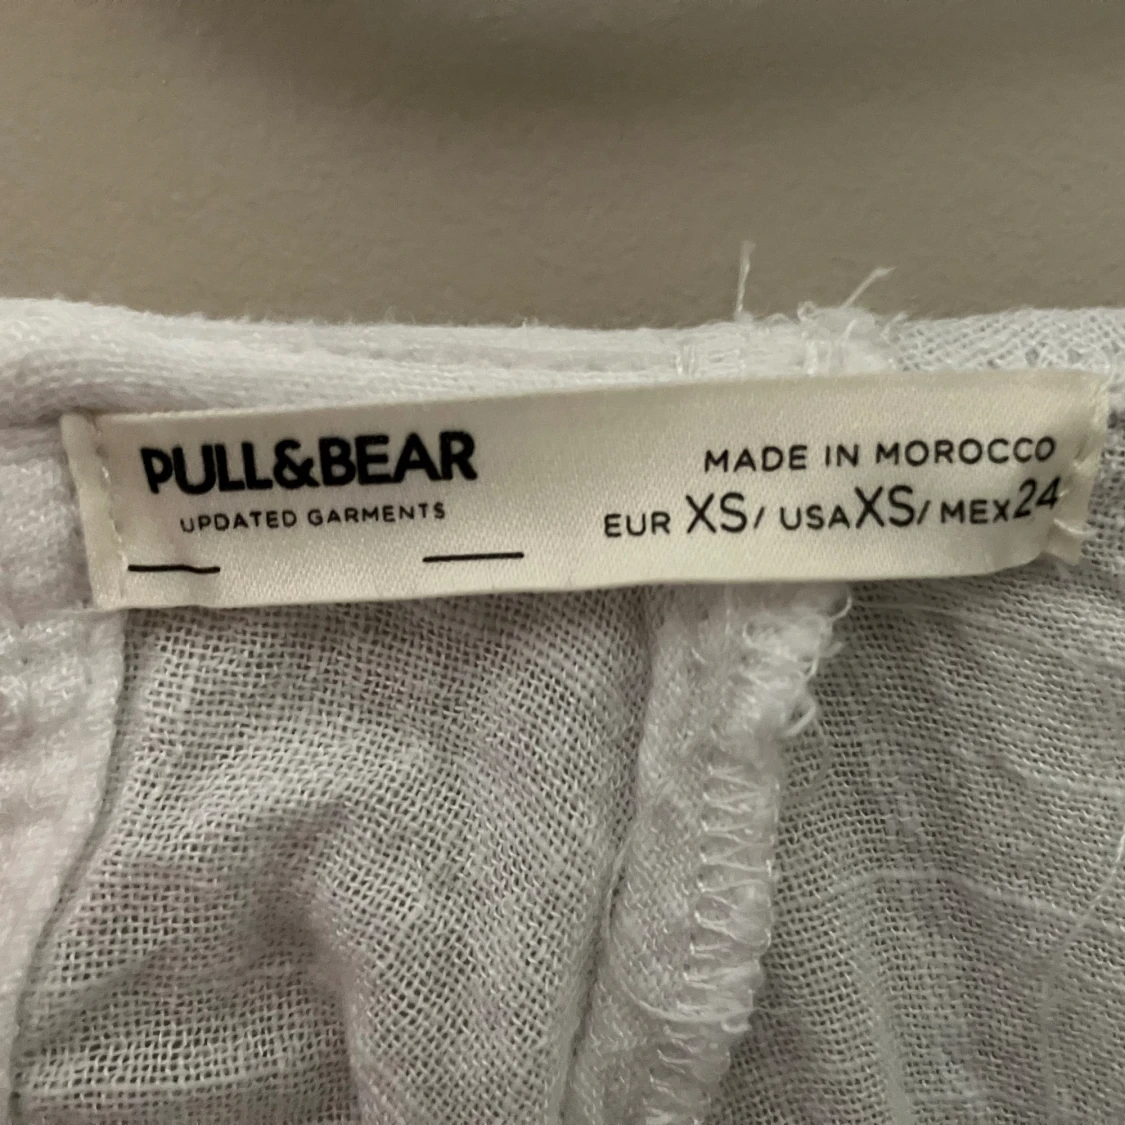 PULL&BEAR
UPDATED GARMENTS
MADE IN MOROCCO
EUR XS/ USA XS/ MEX 24